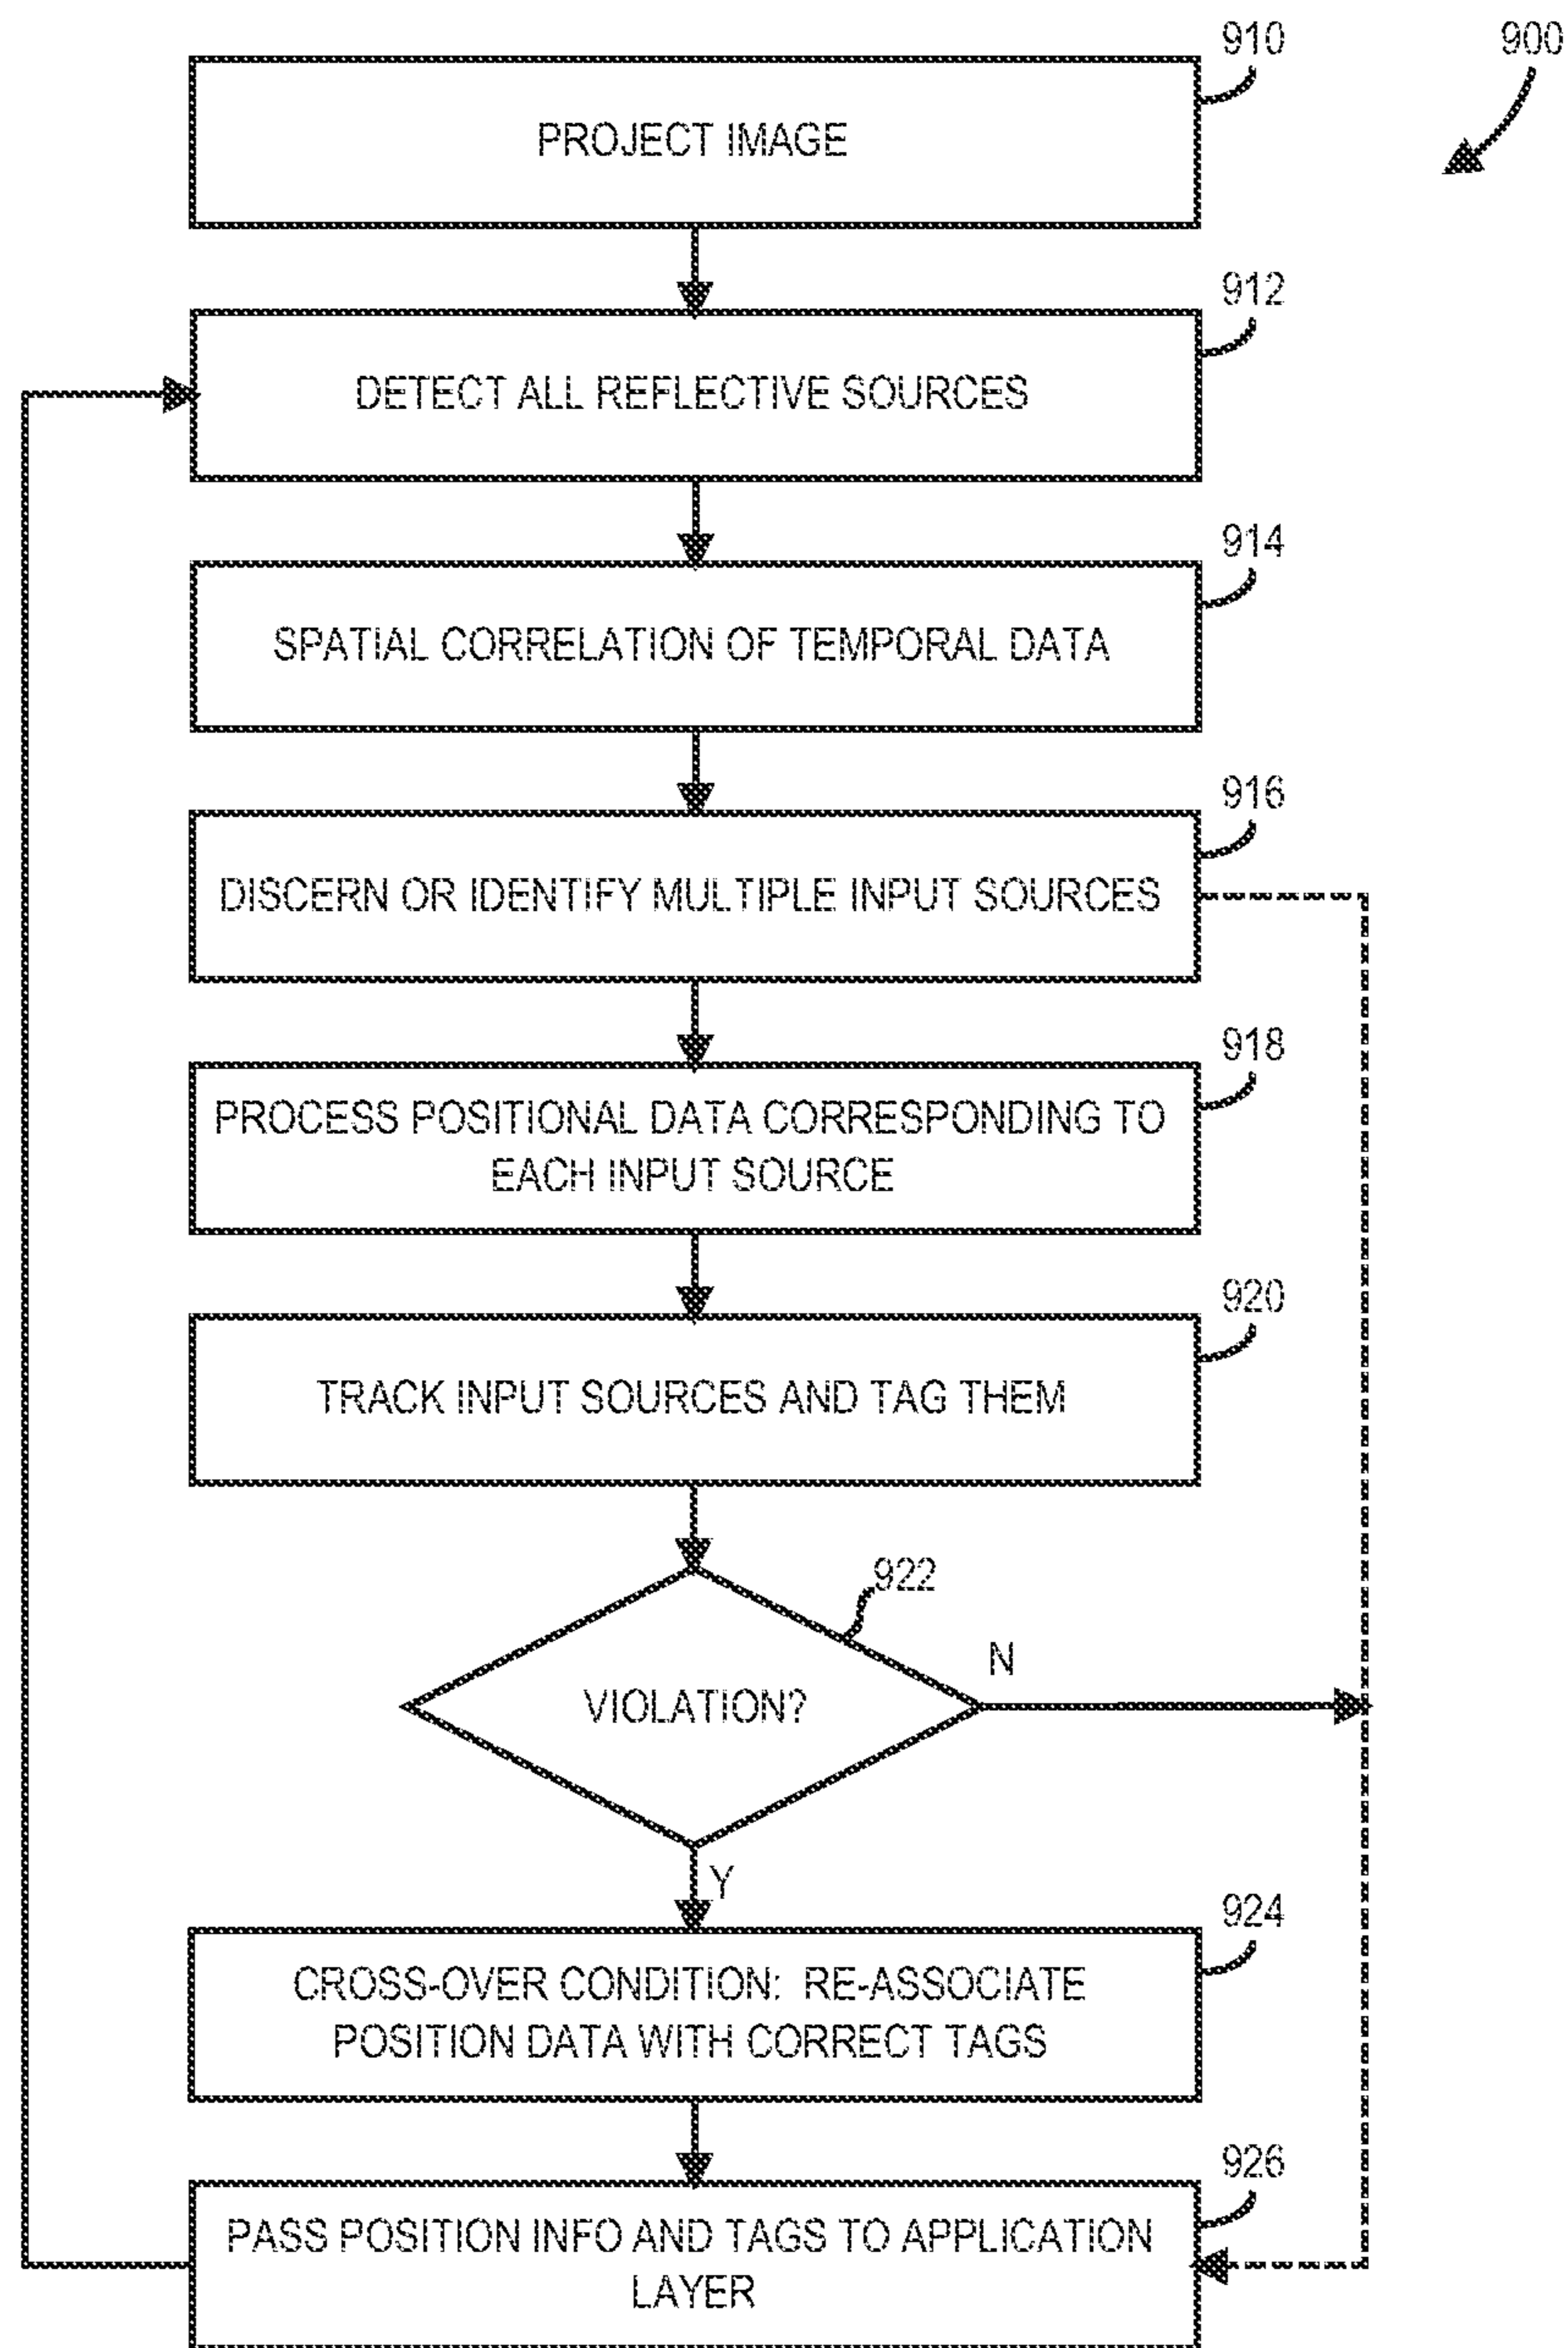 910
900
PROJECT IMAGE
912
DETECT ALL REFLECTIVE SOURCES
914
SPATIAL CORRELATION OF TEMPORAL DATA
916
DISCERN OR IDENTIFY MULTIPLE INPUT SOURCES
918
PROCESS POSITIONAL DATA CORRESPONDING TO
EACH INPUT SOURCE
920
TRACK INPUT SOURCES AND TAG THEM
922
N
VIOLATION?
Y
924
CROSS-OVER CONDITION: RE-ASSOCIATE
POSITION DATA WITH CORRECT TAGS
926
PASS POSITION INFO AND TAGS TO APPLICATION
LAYER